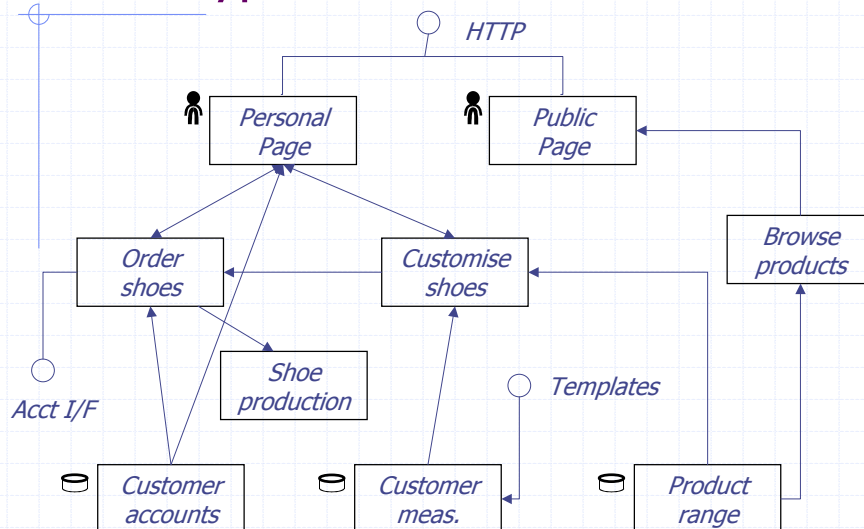 HTTP
Personal
Page
Public
Page
Order
shoes
Customise
shoes
Browse
products
Shoe
production
Templates
Acct I/F
Customer
accounts
Customer
meas.
Product
range